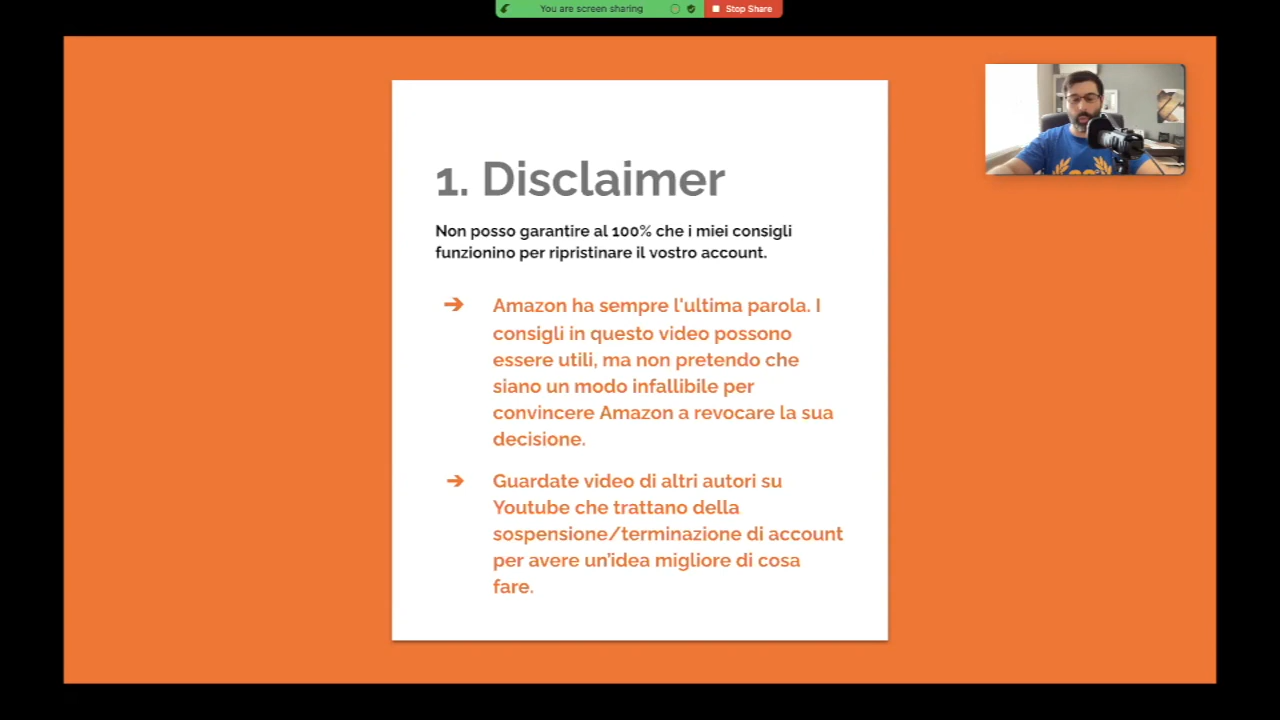 You are screen sharing
Stop Share
1. Disclaimer
Non posso garantire al 100% che i miei consigli
funzionino per ripristinare il vostro account.
➔ Amazon ha sempre l'ultima parola. I
consigli in questo video possono
essere utili, ma non pretendo che
siano un modo infallibile per
convincere Amazon a revocare la sua
decisione.
➔ Guardate video di altri autori su
Youtube che trattano della
sospensione/terminazione di account
per avere un'idea migliore di cosa
fare.